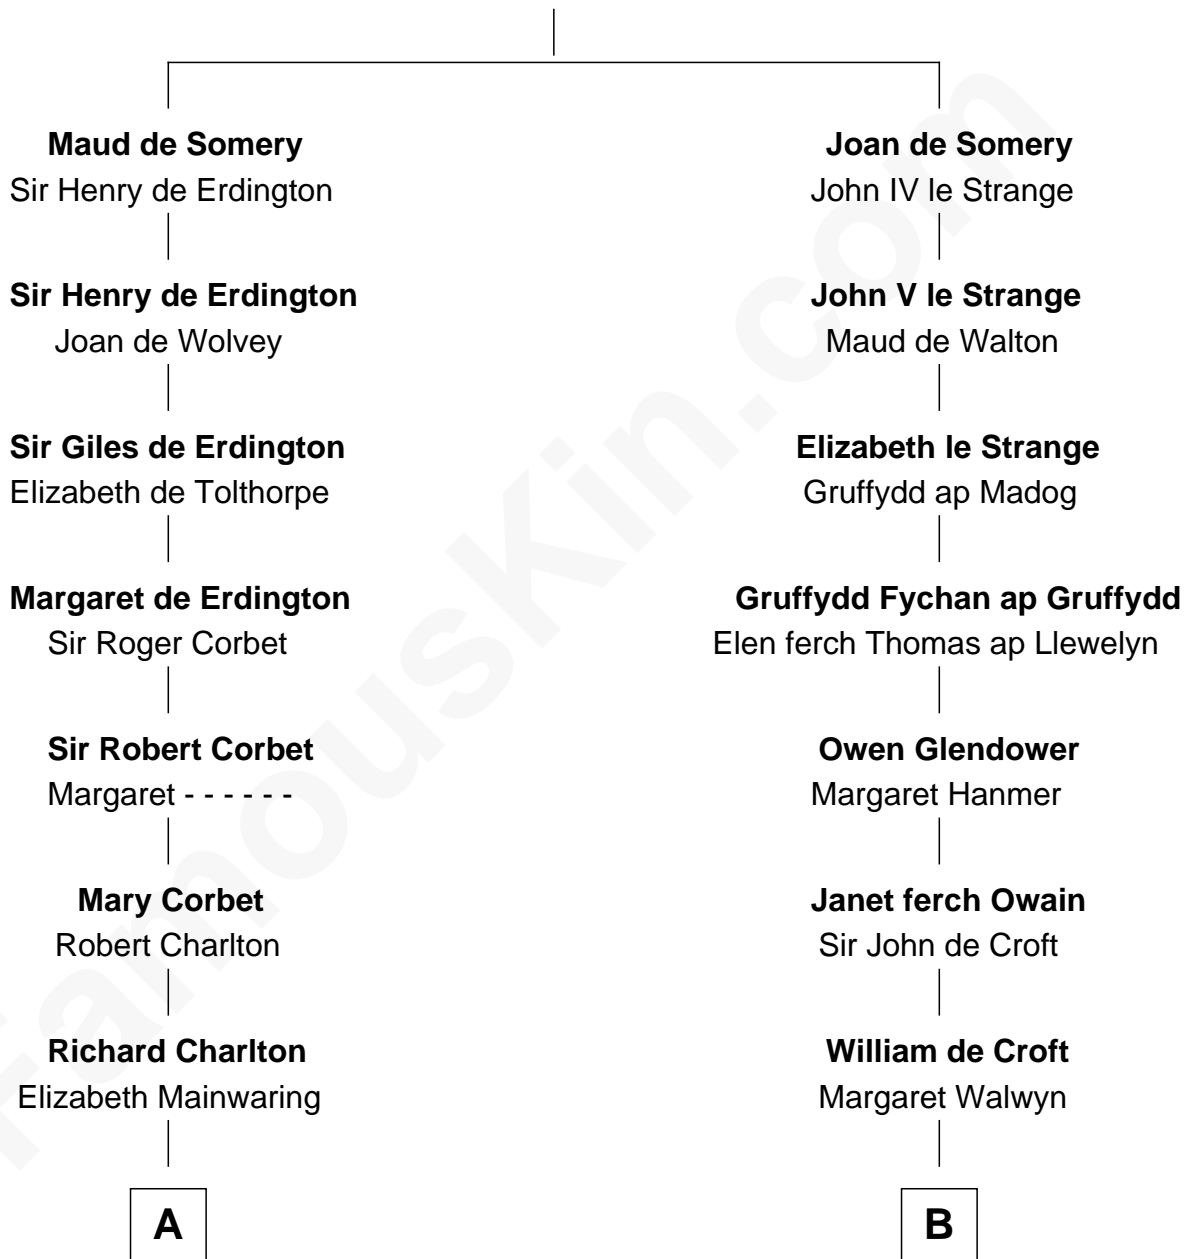 Maud de Somery
Sir Henry de Erdington
Sir Henry de Erdington
Joan de Wolvey
Sir Giles de Erdington
Elizabeth de Tolthorpe
Margaret de Erdington
Sir Roger Corbet
Sir Robert Corbet
Margaret - - - - - -
Mary Corbet
Robert Charlton
Richard Charlton
Elizabeth Mainwaring
A
Joan de Somery
John IV le Strange
John V le Strange
Maud de Walton
Elizabeth le Strange
Gruffydd ap Madog
Gruffydd Fychan ap Gruffydd
Elen ferch Thomas ap Llewelyn
Owen Glendower
Margaret Hanmer
Janet ferch Owain
Sir John de Croft
William de Croft
Margaret Walwyn
B
FamousKin.com